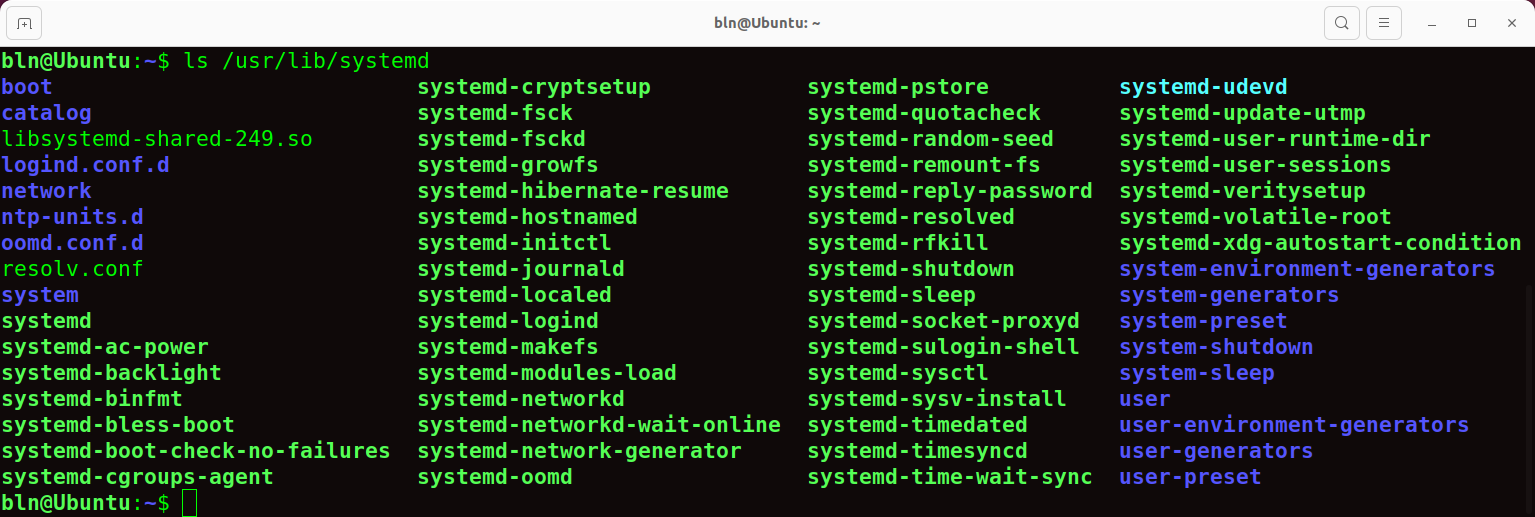 bln@Ubuntu: ~
bln@Ubuntu:~$ ls /usr/lib/systemd
boot systemd-cryptsetup systemd-pstore systemd-udevd
catalog systemd-fsck systemd-quotacheck systemd-update-utmp
libsystemd-shared-249.so systemd-fsckd systemd-random-seed systemd-user-runtime-dir
logind.conf.d systemd-growfs systemd-remount-fs systemd-user-sessions
network systemd-hibernate-resume systemd-reply-password systemd-veritysetup
ntp-units.d systemd-hostnamed systemd-resolved systemd-volatile-root
oomd.conf.d systemd-initctl systemd-rfkill systemd-xdg-autostart-condition
resolv.conf systemd-journald systemd-shutdown system-environment-generators
system systemd-localed systemd-sleep system-generators
systemd systemd-logind systemd-socket-proxyd system-preset
systemd-ac-power systemd-makefs systemd-sulogin-shell system-shutdown
systemd-backlight systemd-modules-load systemd-sysctl system-sleep
systemd-binfmt systemd-networkd systemd-sysv-install user
systemd-bless-boot systemd-networkd-wait-online systemd-timedated user-environment-generators
systemd-boot-check-no-failures systemd-network-generator systemd-timesyncd user-generators
systemd-cgroups-agent systemd-oomd systemd-time-wait-sync user-preset
bln@Ubuntu:~$